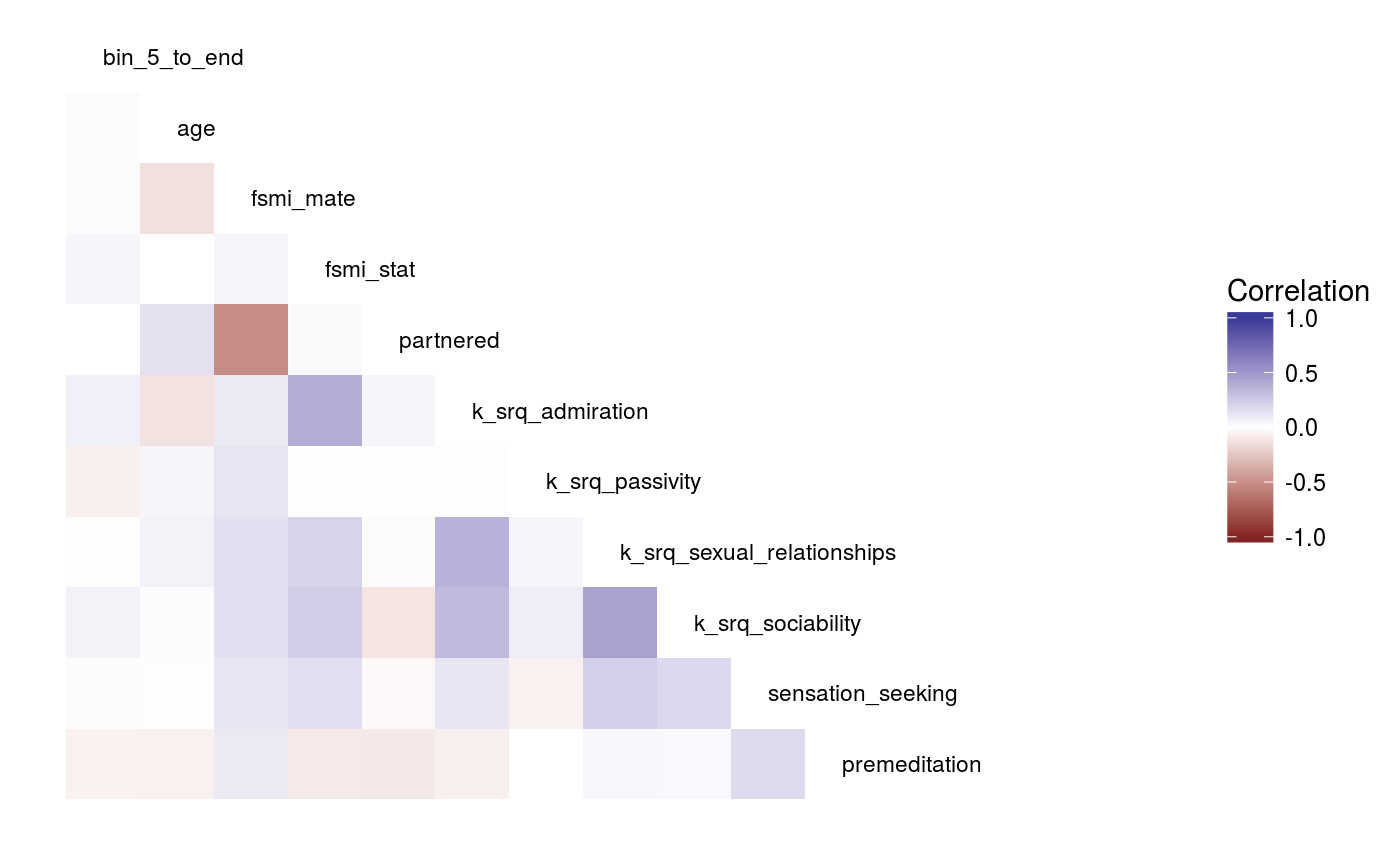 bin_5_to_end
age
fsmi_mate
fsmi_stat
partnered
k_srq_admiration
k_srq_passivity
k_srq_sexual_relationships
k_srq_sociability
sensation_seeking
premeditation
Correlation
1.0
0.5
0.0
-0.5
-1.0